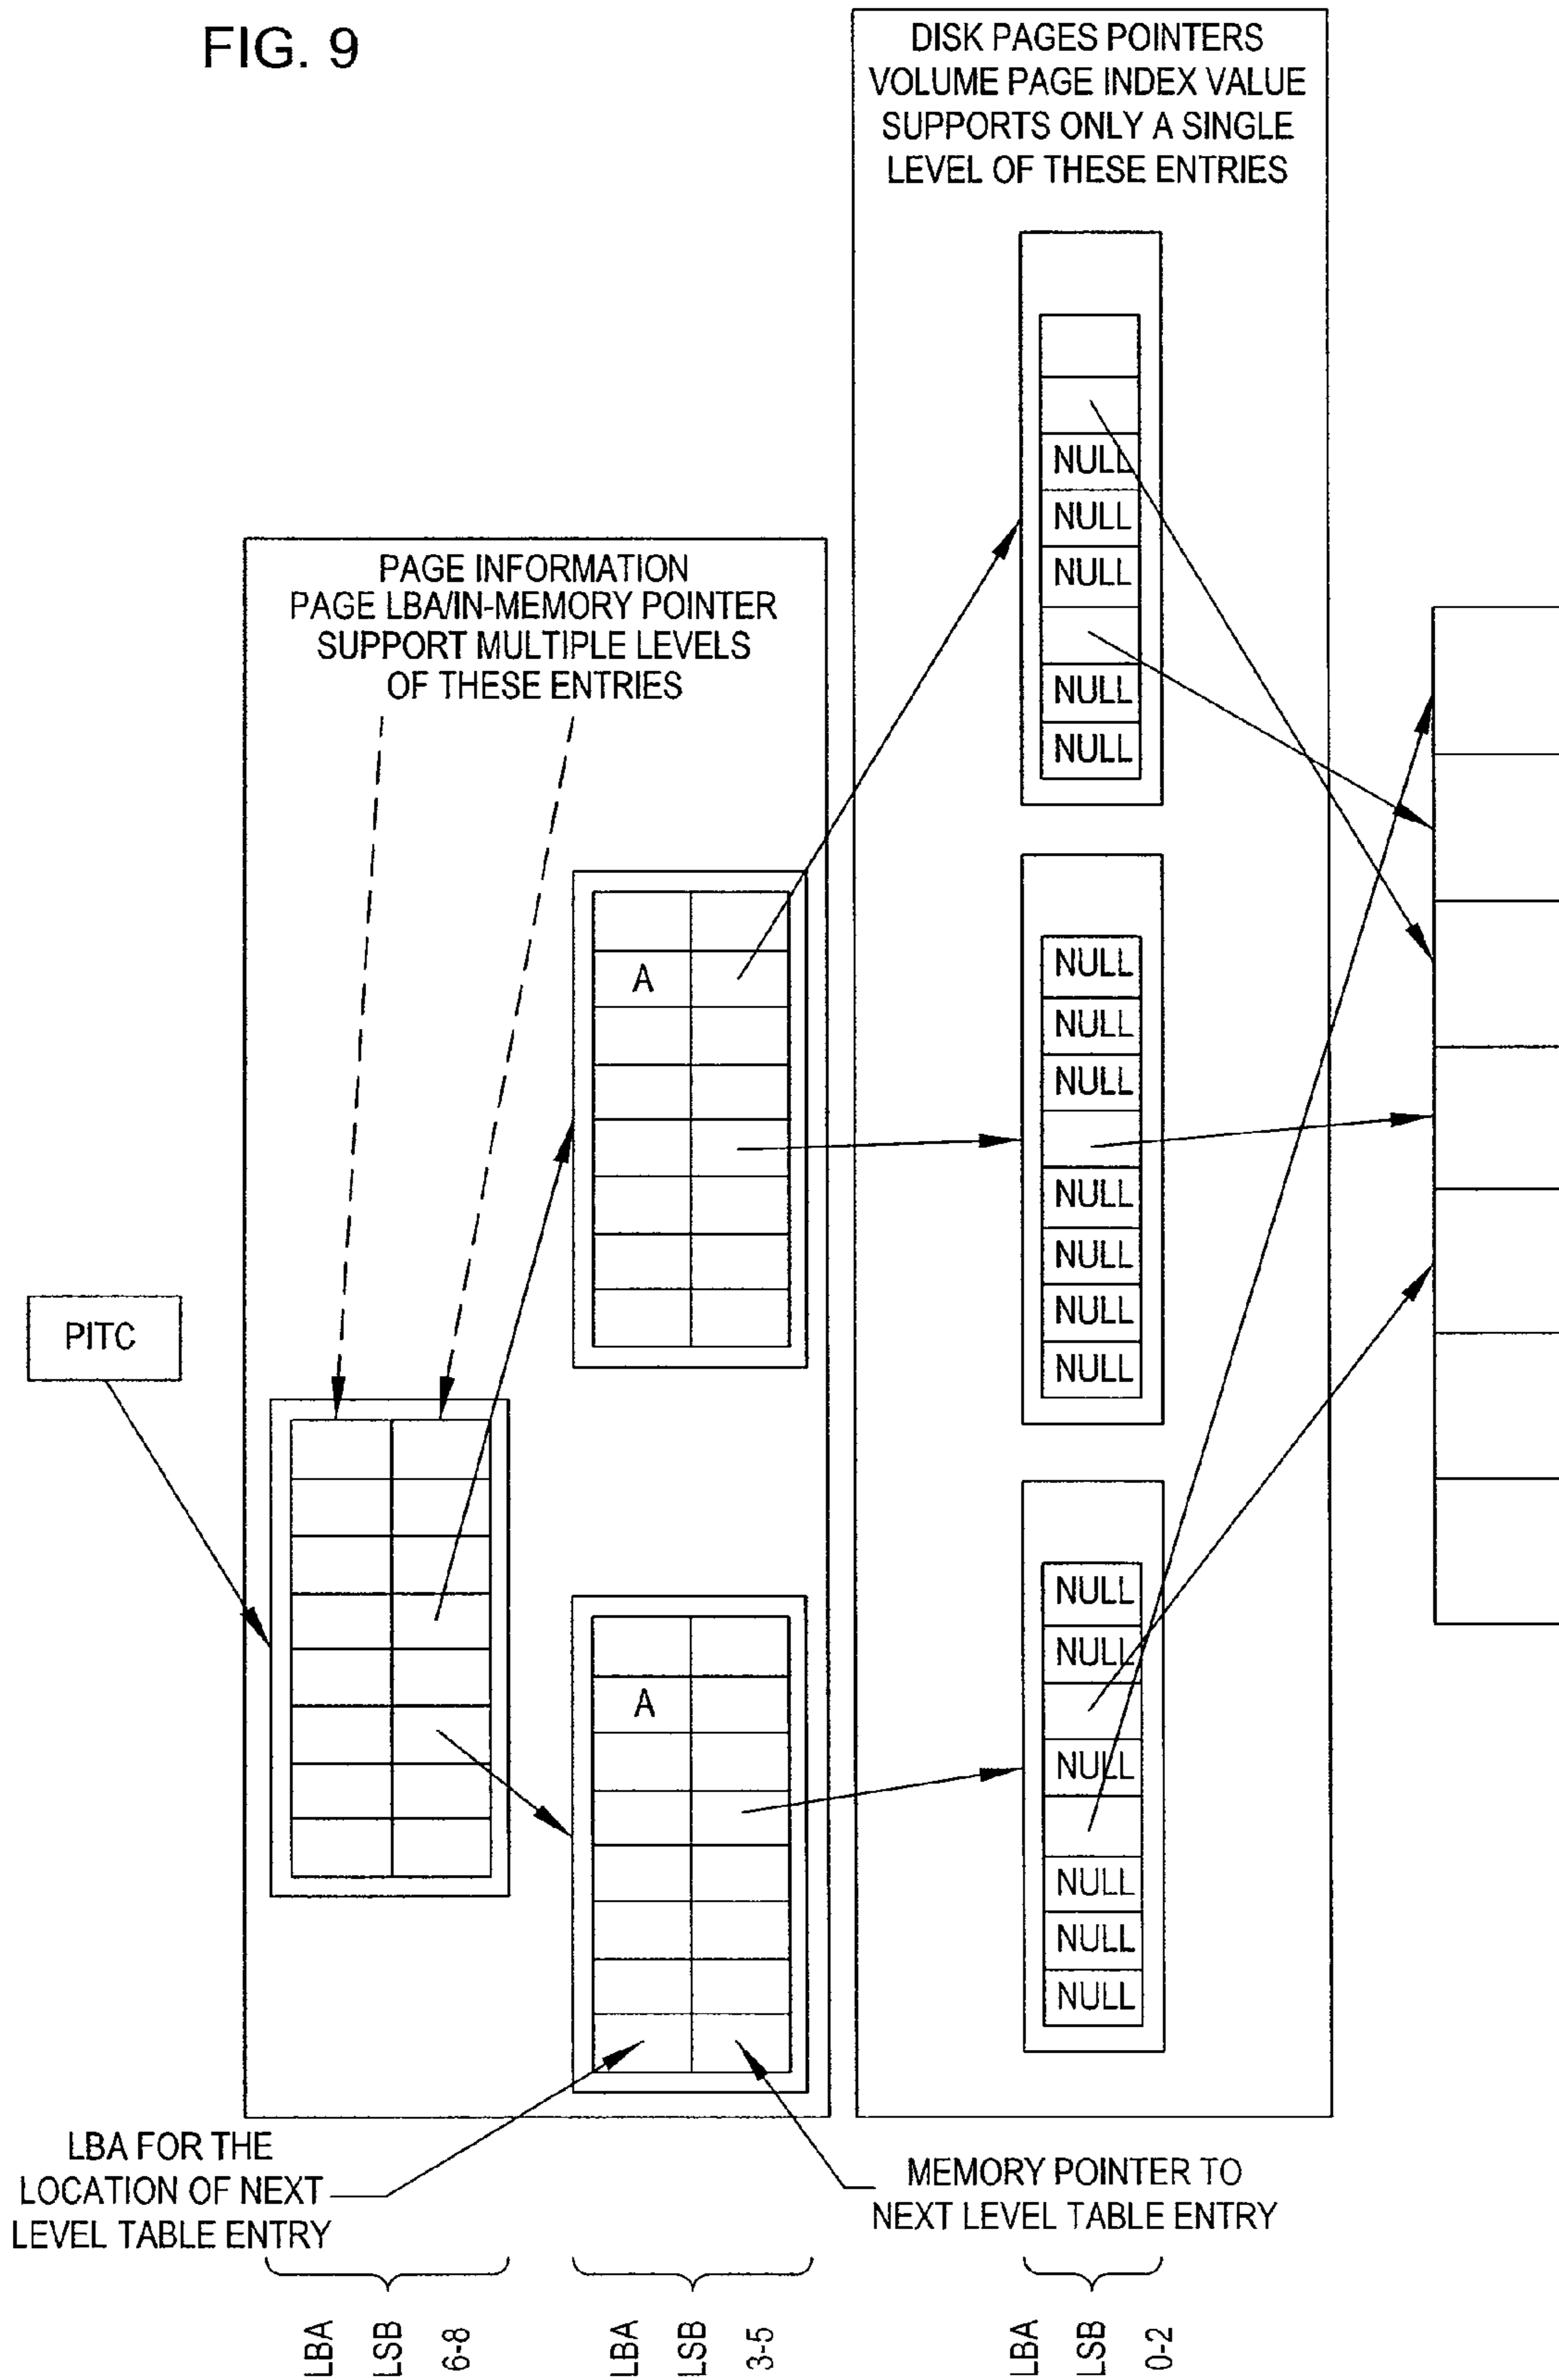 FIG. 9
DISK PAGES POINTERS
VOLUME PAGE INDEX VALUE
SUPPORTS ONLY A SINGLE
LEVEL OF THESE ENTRIES
NULL
NULL
NULL
NULL
NULL
PAGE INFORMATION
PAGE LBA/IN-MEMORY POINTER
SUPPORT MULTIPLE LEVELS
OF THESE ENTRIES
A
NULL
NULL
NULL
NULL
NULL
NULL
NULL
PITC
A
NULL
NULL
NULL
NULL
NULL
NULL
LBA FOR THE
LOCATION OF NEXT
LEVEL TABLE ENTRY
MEMORY POINTER TO
NEXT LEVEL TABLE ENTRY
LBA
LSB
6-8
LBA
LSB
3-5
LBA
LSB
0-2